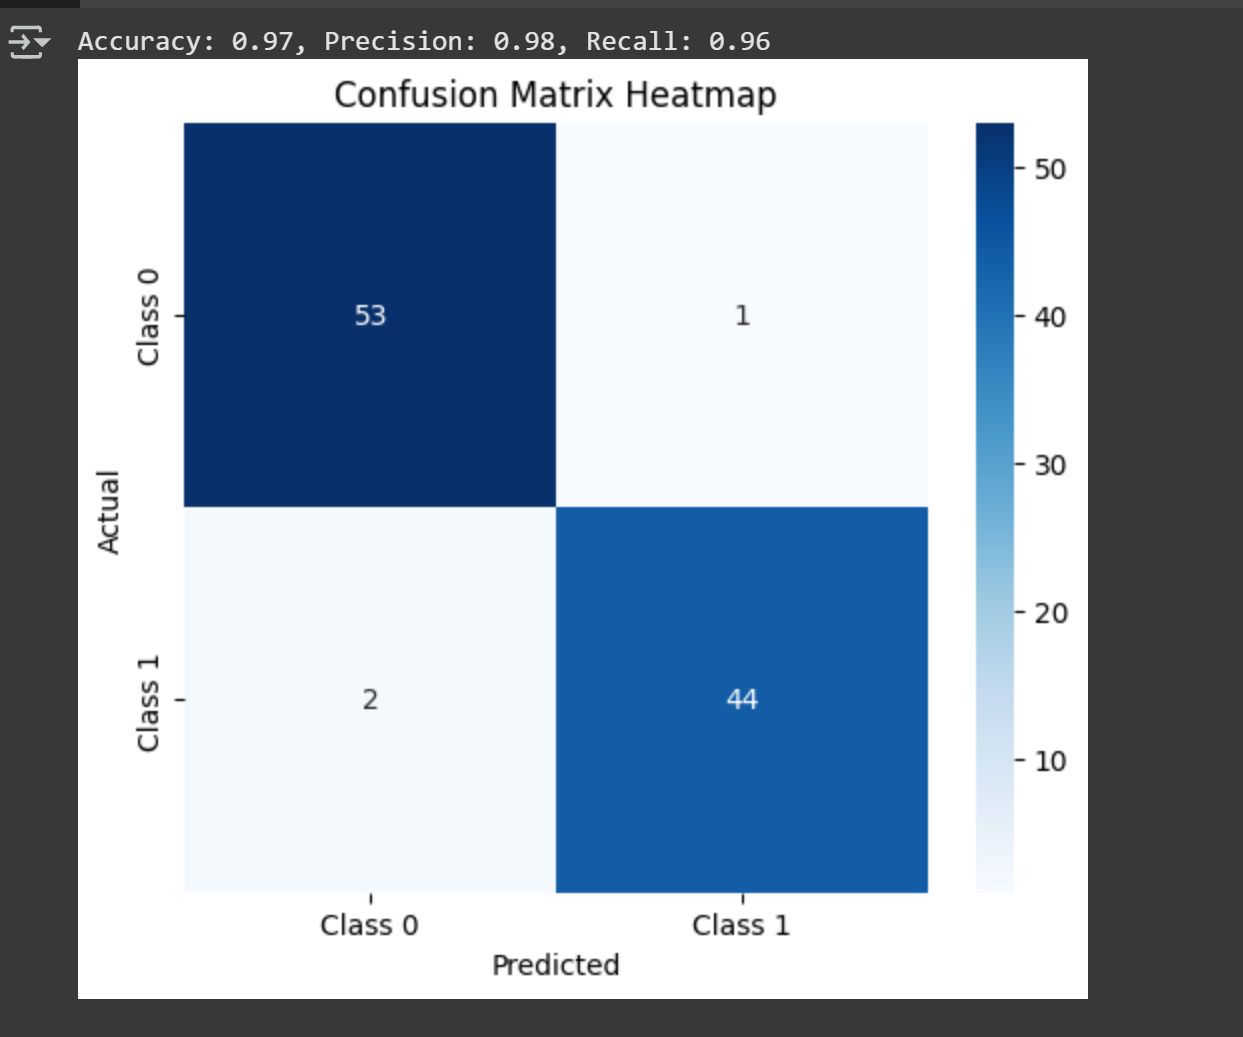 Accuracy: 0.97, Precision: 0.98, Recall: 0.96
Confusion Matrix Heatmap
Class 0
53
1
50
40
Actual
30
20
Class 1
2
44
10
Class 0
Class 1
Predicted